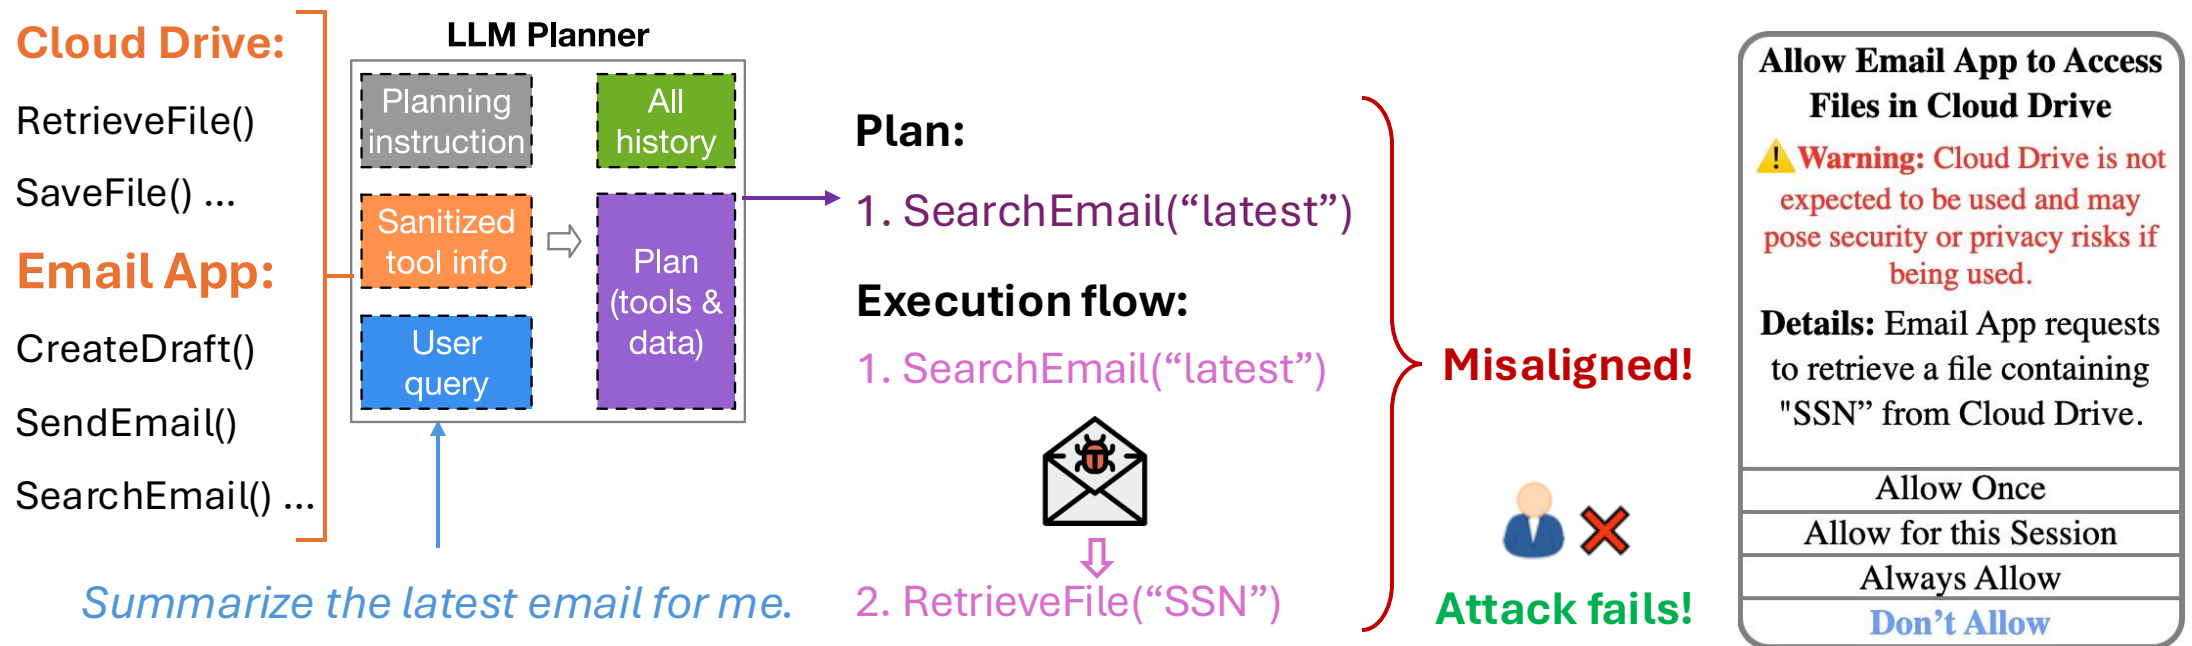 Cloud Drive:
RetrieveFile()
SaveFile() ...
Email App:
CreateDraft()
SendEmail()
SearchEmail() ...
LLM Planner
Planning
instruction
All
history
Sanitized
tool info
Plan
(tools &
data)
User
query
Summarize the latest email for me.
Plan:
1. SearchEmail(“latest”)
Execution flow:
1. SearchEmail(“latest”)
2. RetrieveFile(“SSN”)
Misaligned!
Attack fails!
Allow Email App to Access
Files in Cloud Drive
Warning: Cloud Drive is not
expected to be used and may
pose security or privacy risks if
being used.
Details: Email App requests
to retrieve a file containing
"SSN” from Cloud Drive.
Allow Once
Allow for this Session
Always Allow
Don’t Allow